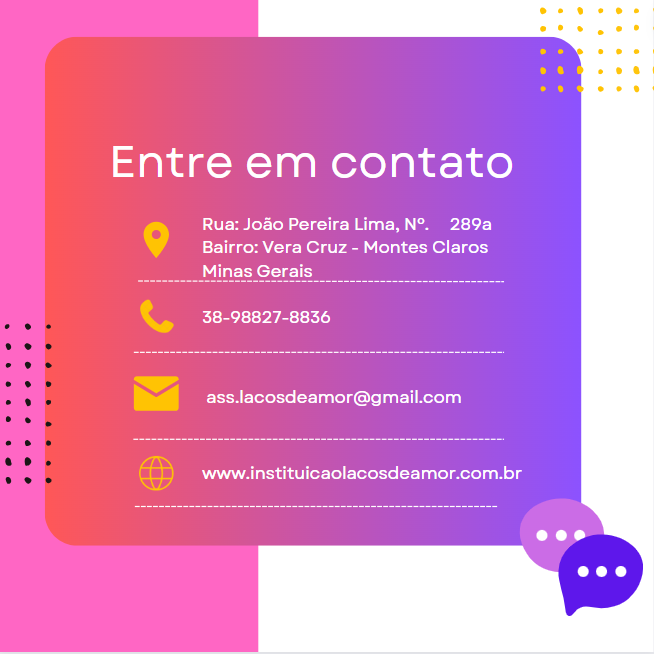 Entre em contato
Rua: João Pereira Lima, Nº. 289a
Bairro: Vera Cruz - Montes Claros
Minas Gerais
38-98827-8836
ass.lacosdeamor@gmail.com
www.instituicaolacosdeamor.com.br